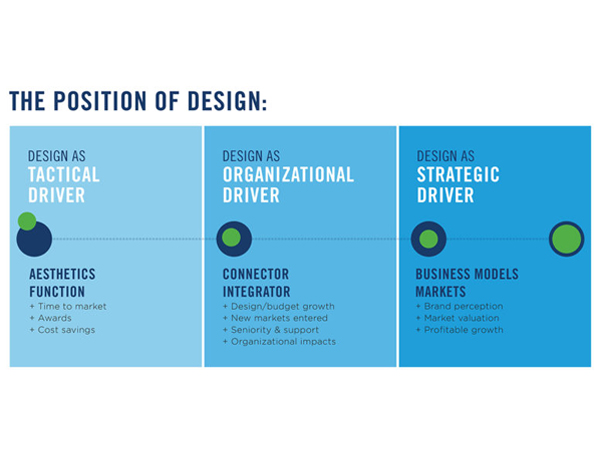 THE POSITION OF DESIGN:
DESIGN AS
TACTICAL
DRIVER
AESTHETICS
FUNCTION
+ Time to market
+ Awards
+ Cost savings
DESIGN AS
ORGANIZATIONAL
DRIVER
CONNECTOR
INTEGRATOR
+ Design/budget growth
+ New markets entered
+ Seniority & support
+ Organizational impacts
DESIGN AS
STRATEGIC
DRIVER
BUSINESS MODELS
MARKETS
+ Brand perception
+ Market valuation
+ Profitable growth